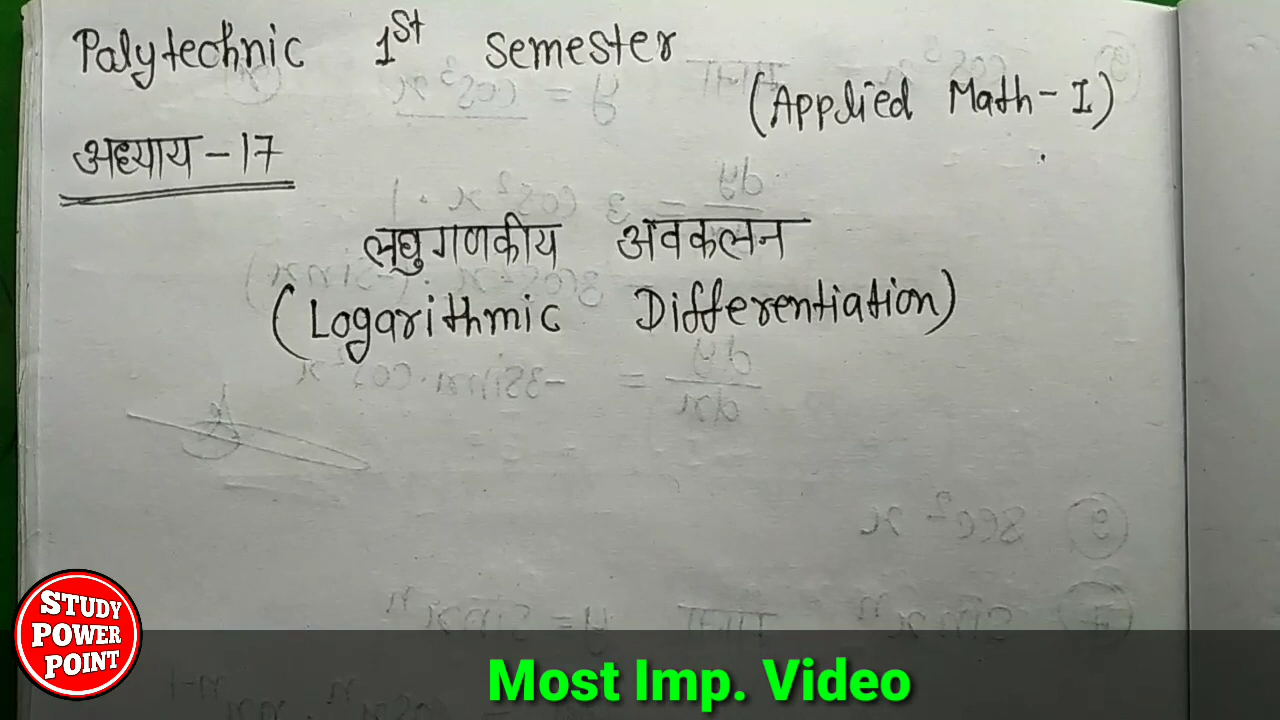 Polytechnic 1st semester
(Applied Math-I)
अध्याय - 17
लघुगणकीय अवकलन
(Logarithmic Differentiation)
STUDY
POWER
POINT
Most Imp. Video